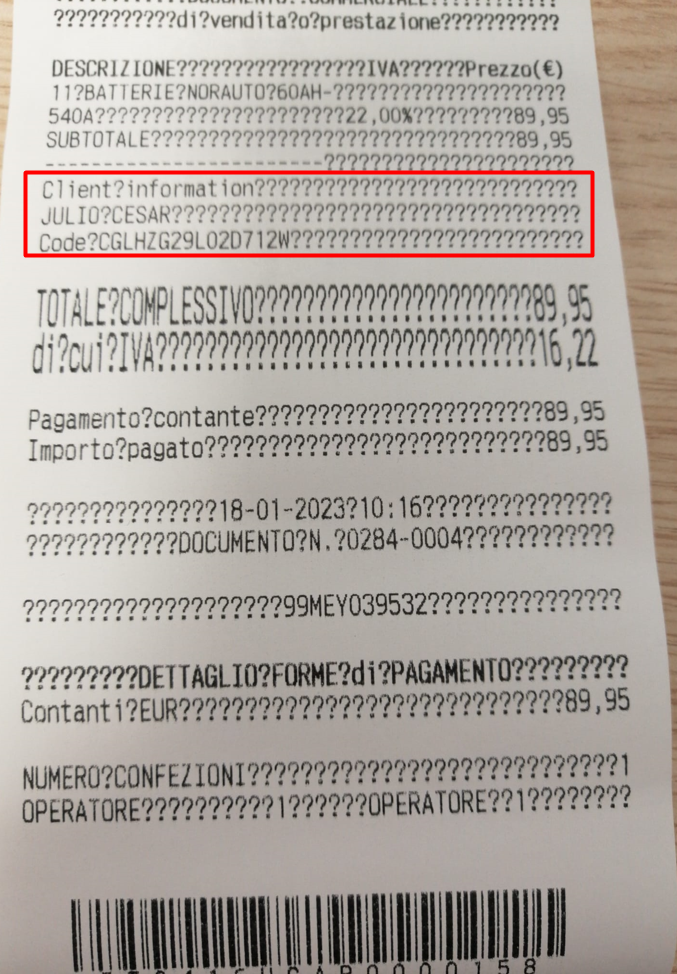 ???????????di?vendita?o?prestazione???????????
DESCRIZIONE??????????????????IVA??????Prezzo(€)
11?BATTERIE?NORAUTO?60AH-?????????????????????
540A????????????????????????22,00%?????????89,95
SUBTOTALE???????????????????????????????????89,95
--------------------------??????????????????????
Client?information????????????????????????????
JULIO?CESAR???????????????????????????????????
Code?CGLHZG29L02D712W?????????????????????????
TOTALE?COMPLESSIVO???????????????????????89,95
di?cui?IVA???????????????????????????????16,22
Pagamento?contante???????????????????????89,95
Importo?pagato???????????????????????????89,95
???????????????18-01-2023?10:16???????????????
????????????DOCUMENTO?N.?0284-0004????????????
????????????????????99MEY039532???????????????
?????????DETTAGLIO?FORME?di?PAGAMENTO?????????
Contanti?EUR?????????????????????????????89,95
NUMERO?CONFEZIONI????????????????????????????1
OPERATORE??????????1??????OPERATORE??1????????